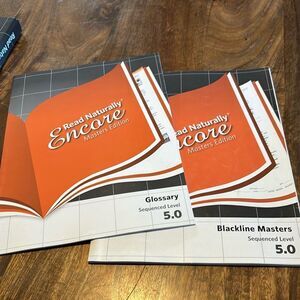 Read Naturally®
Encore
Masters Edition
Glossary
Sequenced Level
5.0
Read Naturally®
Encore
Masters Edition
Blackline Masters
Sequenced Level
5.0